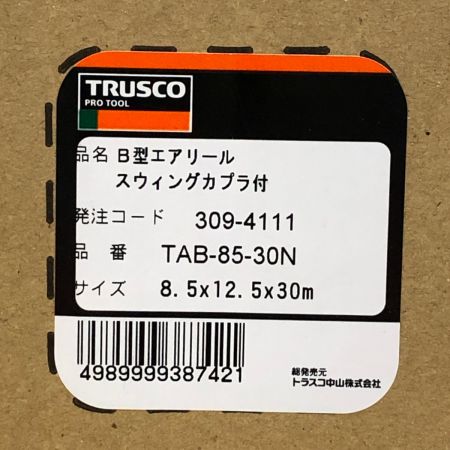 TRUSCO
PRO TOOL
品名 B型エアリール
スウィングカプラ付
発注コード 309-4111
品番 TAB-85-30N
サイズ 8.5x12.5x30m
4989999387421
総発売元
トラスコ中山株式会社